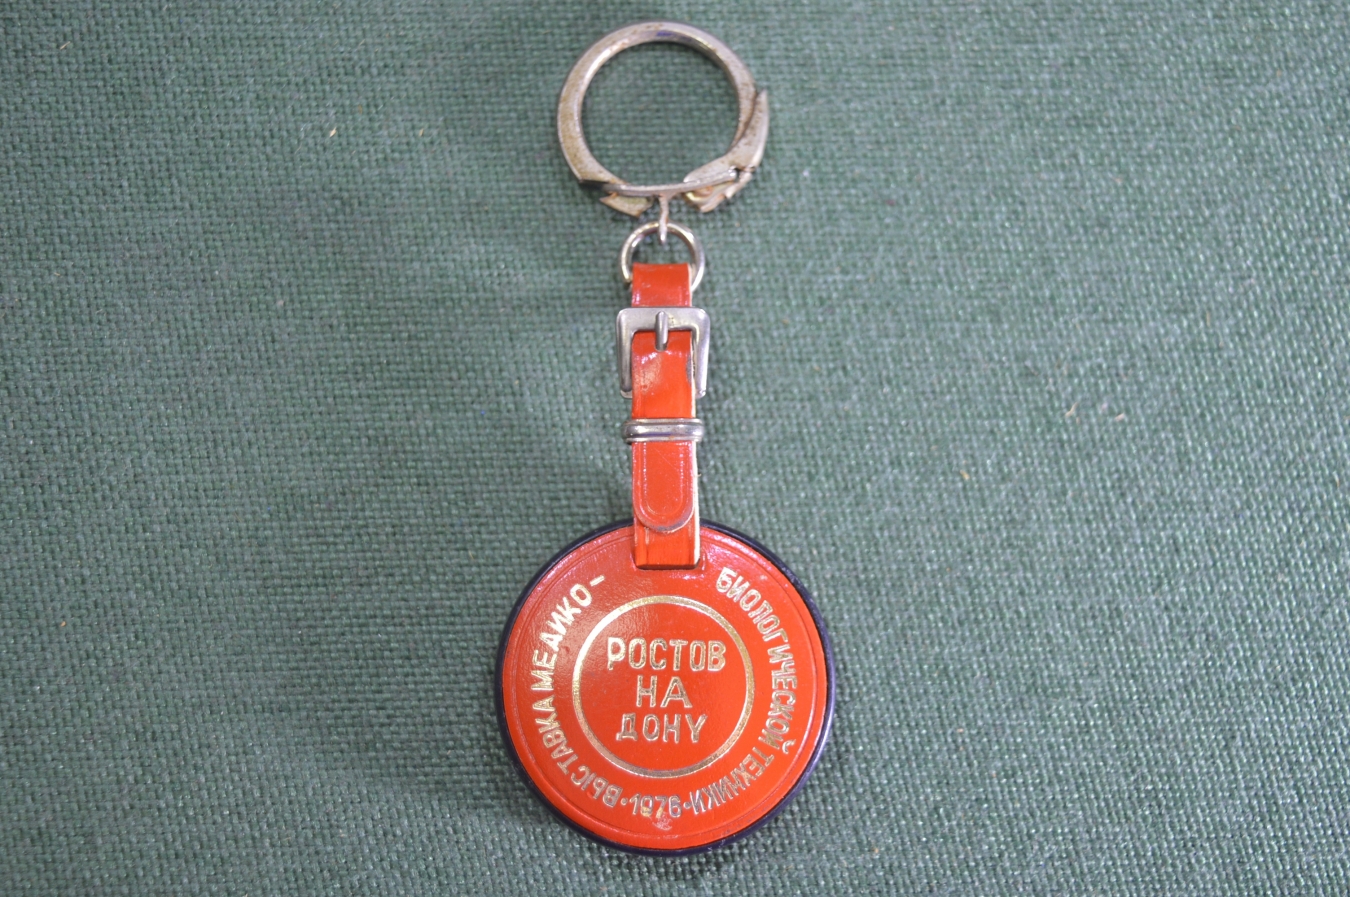 ВЫСТАВКА МЕДИКО-
БИОЛОГИЧЕСКОЙ ТЕХНИКИ
•1976•
РОСТОВ
НА
ДОНУ